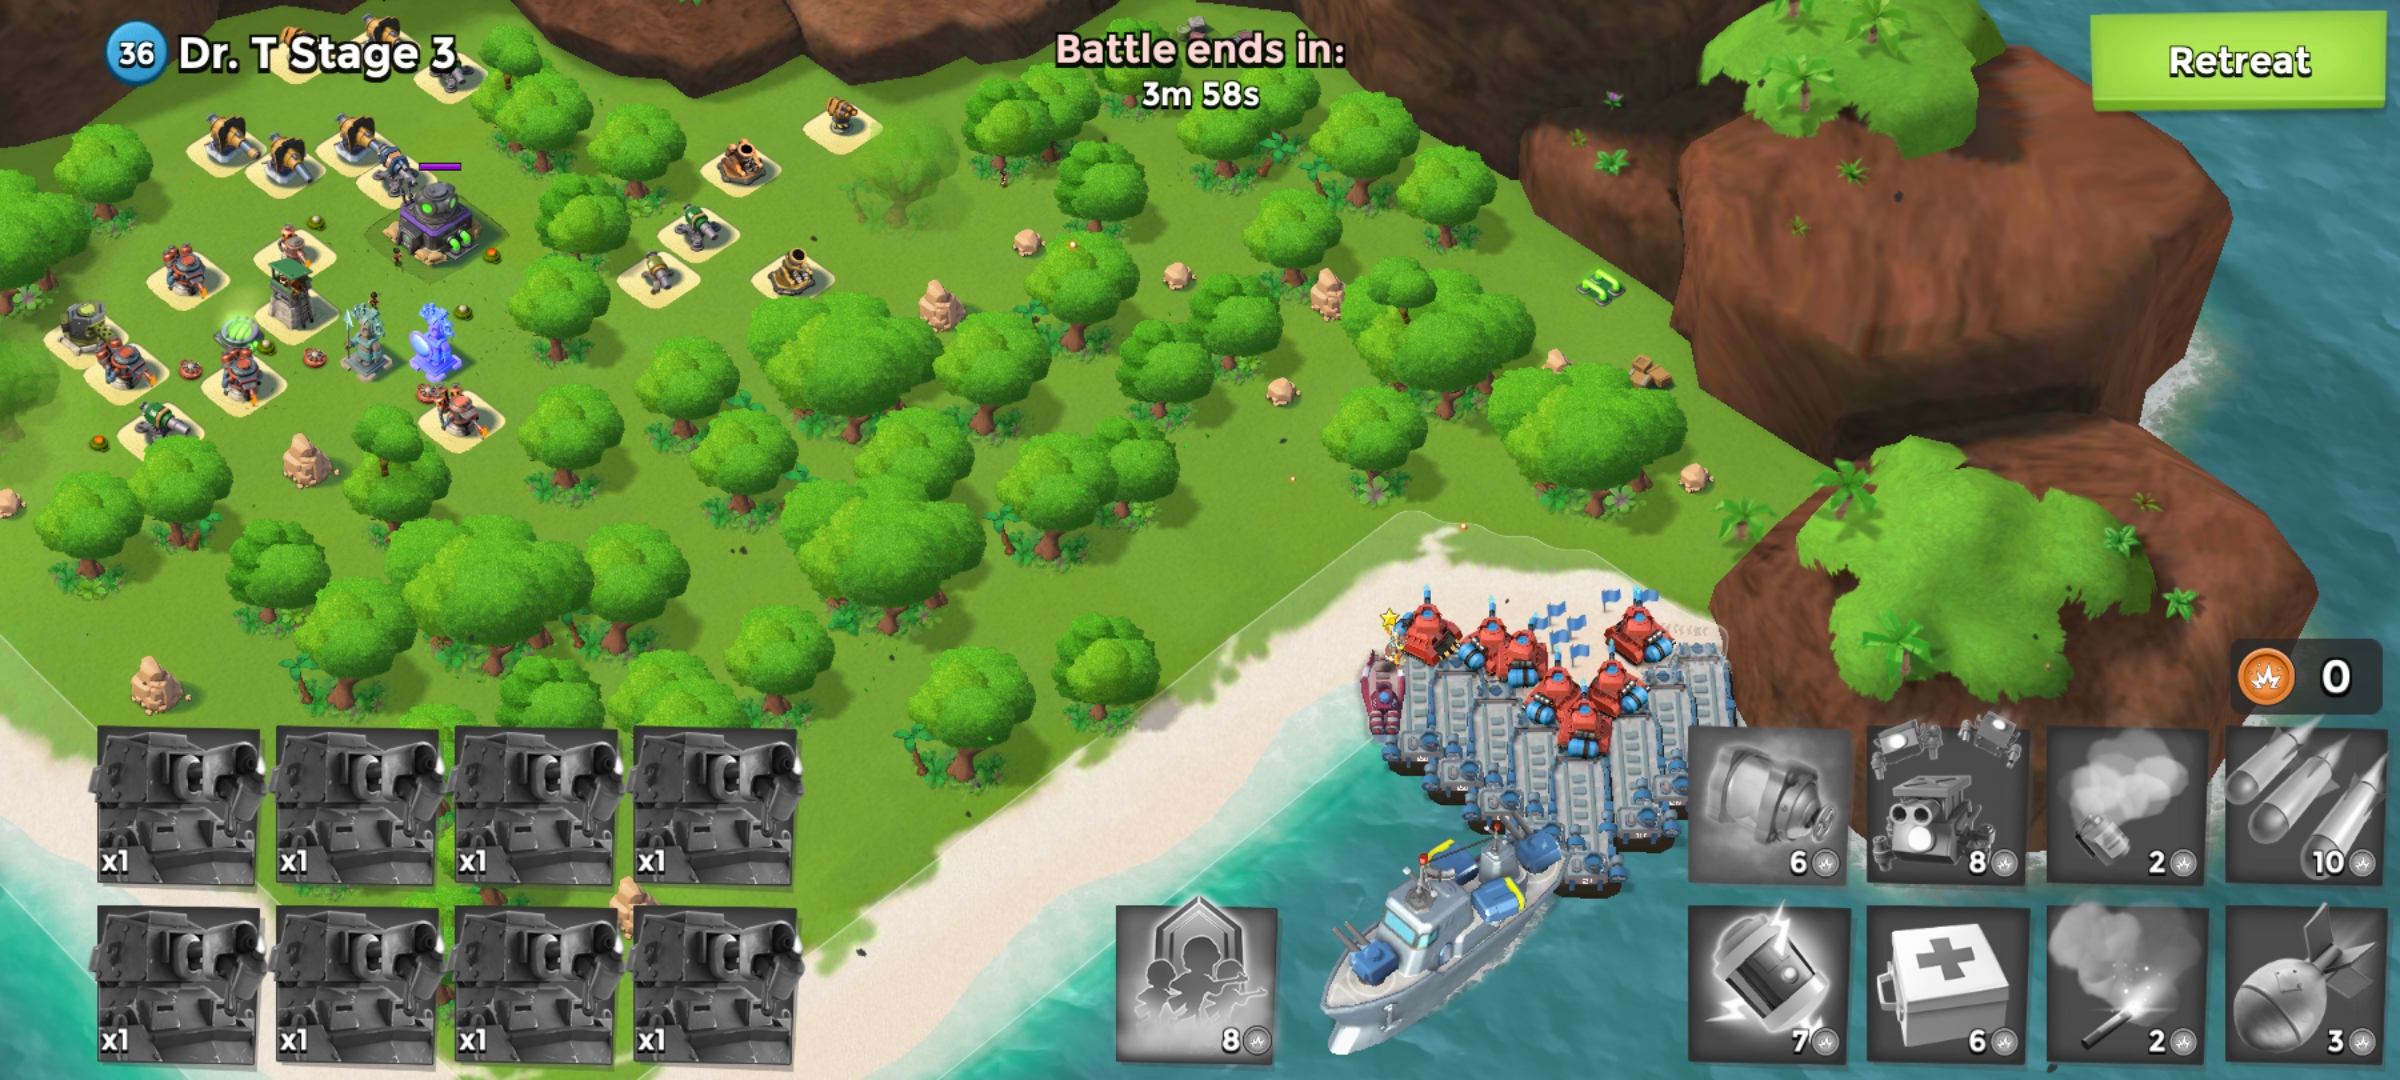 36 Dr. T Stage 3
Battle ends in:
3m 58s
Retreat
0
x1 x1 x1 x1
6 8 2 10
x1 x1 x1 x1
8
7 6 2 3
1